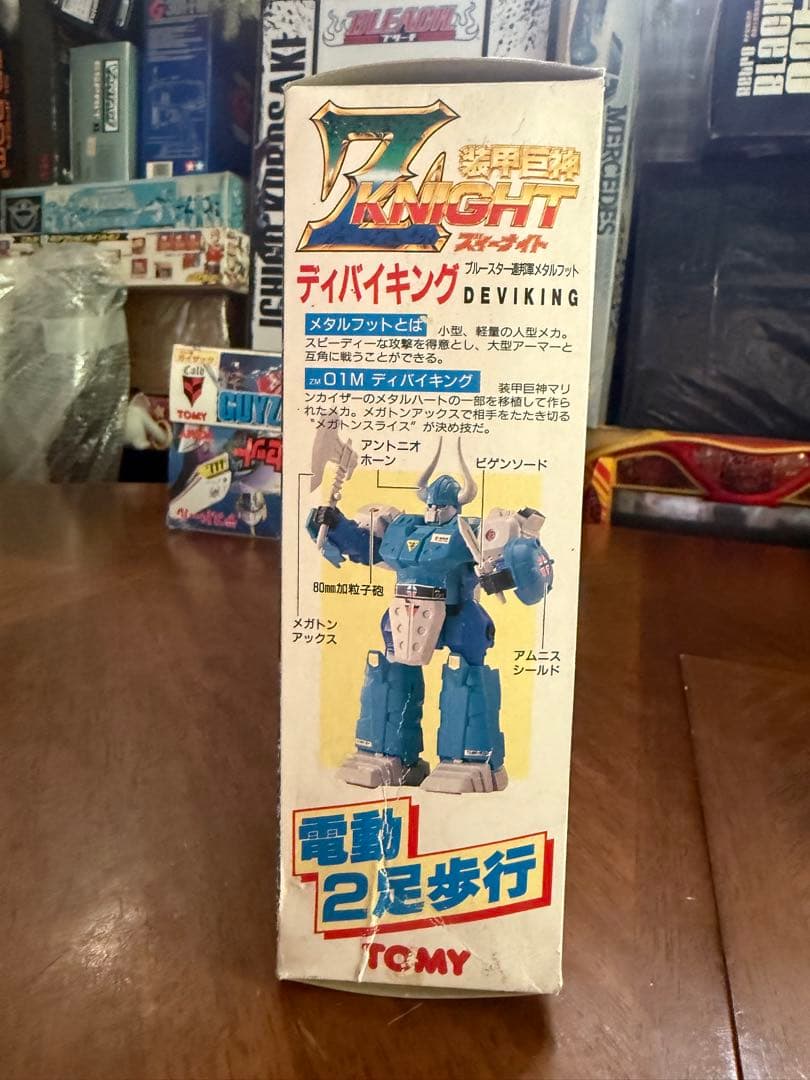 BLEACH
ブリーチ
ICHIGO KUROSAKI
MERCEDES
Z
装甲巨神
KNIGHT
ズィーナイト
ディバイキング
ブルースター連邦軍メタルフット
DEVIKING
メタルフットとは
小型、軽量の人型メカ。
スピーディーな攻撃を得意とし、大型アーマーと
互角に戦うことができる。
ZM01M ディバイキング
装甲巨神マリ
ンカイザーのメタルハートの一部を移植して作ら
れたメカ。メガトンアックスで相手をたたき切る
“メガトンスライス”が決め技だ。
アントニオ
ホーン
ビゲンソード
80mm加粒子砲
メガトン
アックス
アムニス
シールド
電動
2足歩行
TOMY
TOMY
GUYZ